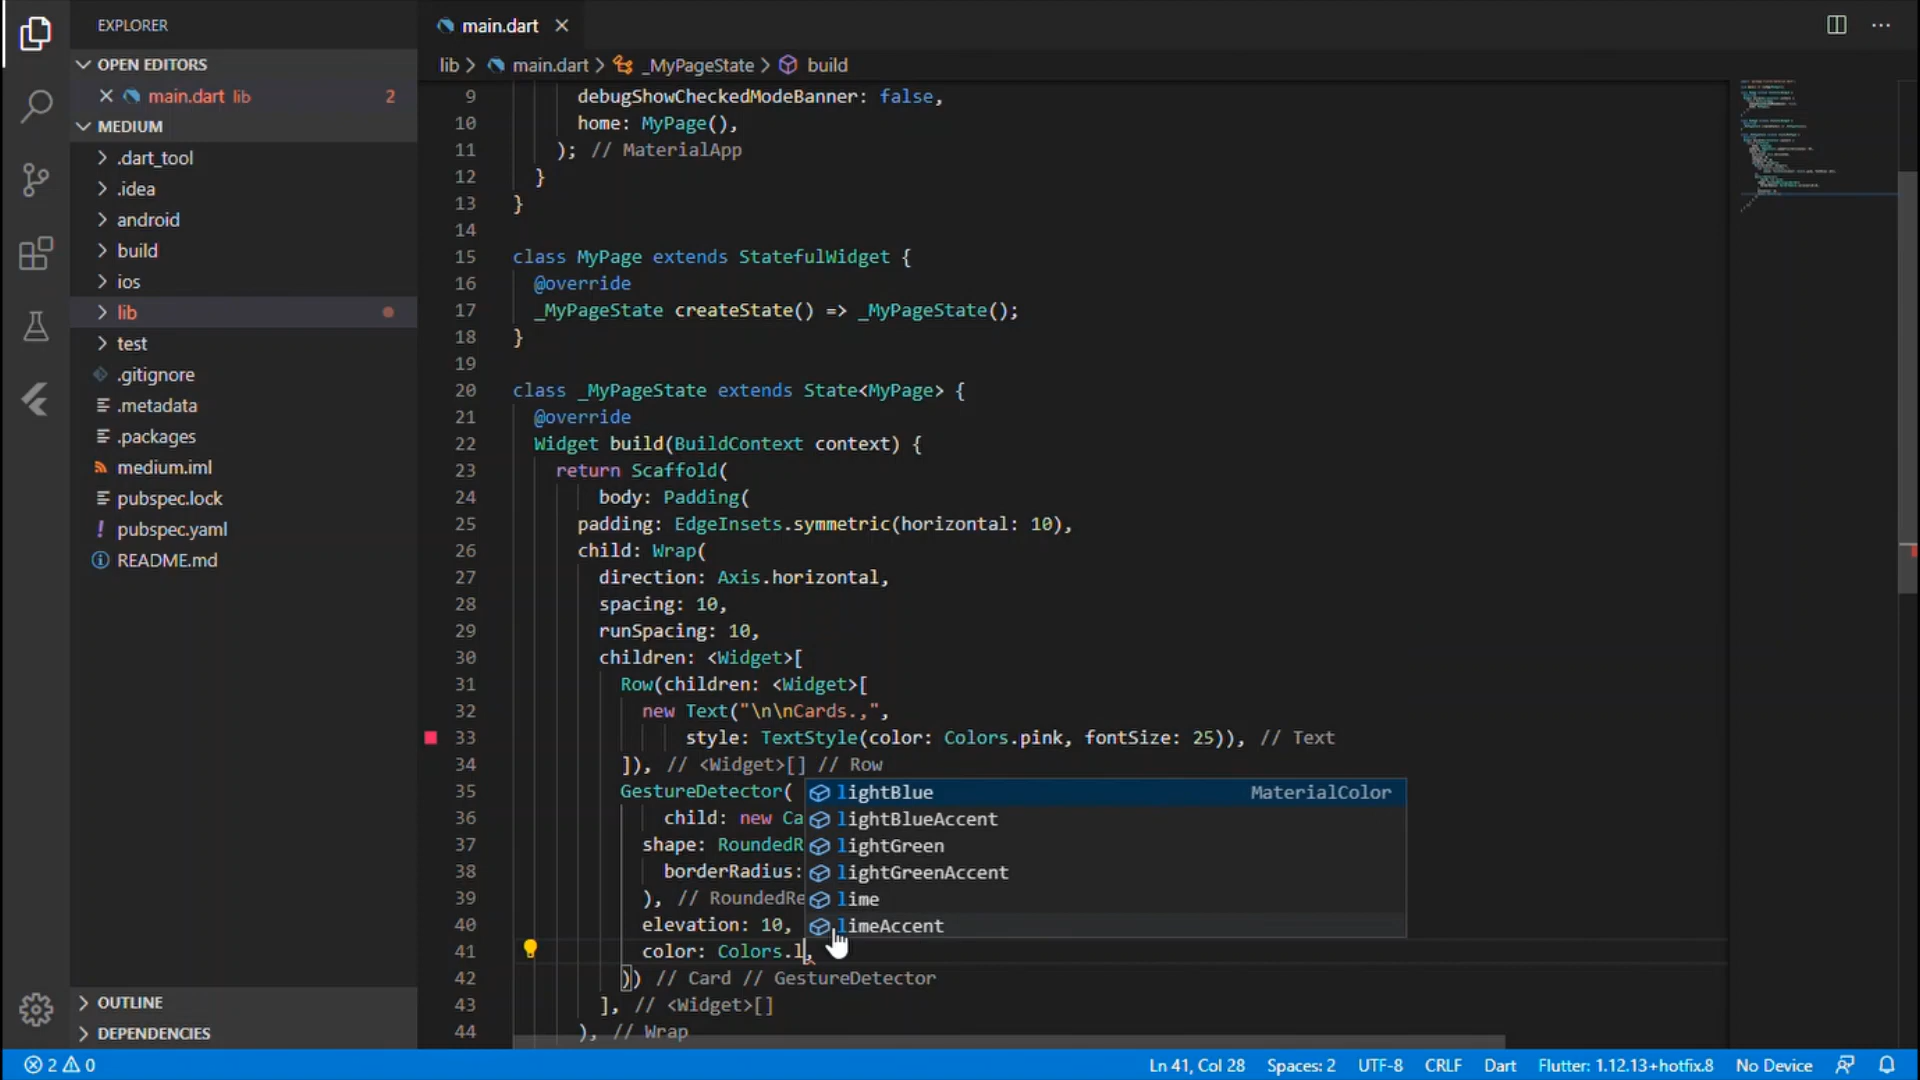 EXPLORER
OPEN EDITORS
main.dart lib 2
MEDIUM
.dart_tool
.idea
android
build
ios
lib
test
.gitignore
.metadata
.packages
medium.iml
pubspec.lock
pubspec.yaml
README.md
OUTLINE
DEPENDENCIES
main.dart
lib > main.dart > _MyPageState > build
9 debugShowCheckedModeBanner: false,
10 home: MyPage(),
11 ); // MaterialApp
12 }
13 }
14
15 class MyPage extends StatefulWidget {
16 @override
17 _MyPageState createState() => _MyPageState();
18 }
19
20 class _MyPageState extends State<MyPage> {
21 @override
22 Widget build(BuildContext context) {
23 return Scaffold(
24 body: Padding(
25 padding: EdgeInsets.symmetric(horizontal: 10),
26 child: Wrap(
27 direction: Axis.horizontal,
28 spacing: 10,
29 runSpacing: 10,
30 children: <Widget>[
31 Row(children: <Widget>[
32 new Text("\n\nCards.,",
33 style: TextStyle(color: Colors.pink, fontSize: 25)), // Text
34 ]), // <Widget>[] // Row
35 GestureDetector(
36 child: new Ca
37 shape: RoundedR
38 borderRadius:
39 ), // RoundedRe
40 elevation: 10,
41 color: Colors.l,
42 )) // Card // GestureDetector
43 ], // <Widget>[]
44 ), // Wrap
lightBlue MaterialColor
lightBlueAccent
lightGreen
lightGreenAccent
lime
limeAccent
2 0
Ln 41, Col 28 Spaces: 2 UTF-8 CRLF Dart Flutter: 1.12.13+hotfix.8 No Device